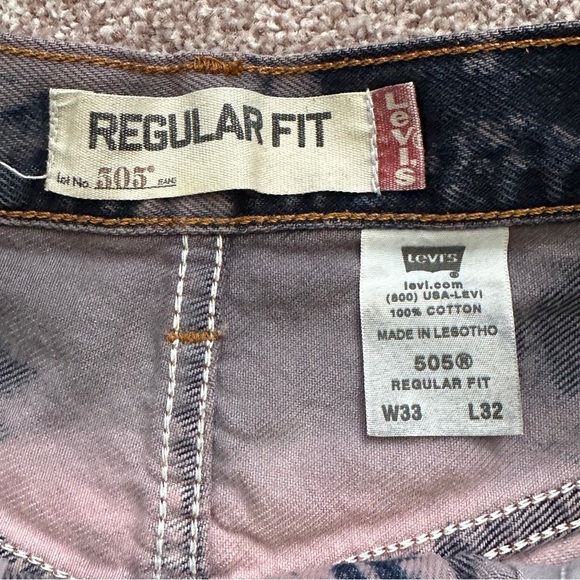 REGULAR FIT
Lot No. 505® JEANS
LEVI'S
LEVI'S
®
levi.com
(800) USA-LEVI
100% COTTON
MADE IN LESOTHO
505®
REGULAR FIT
W33 L32